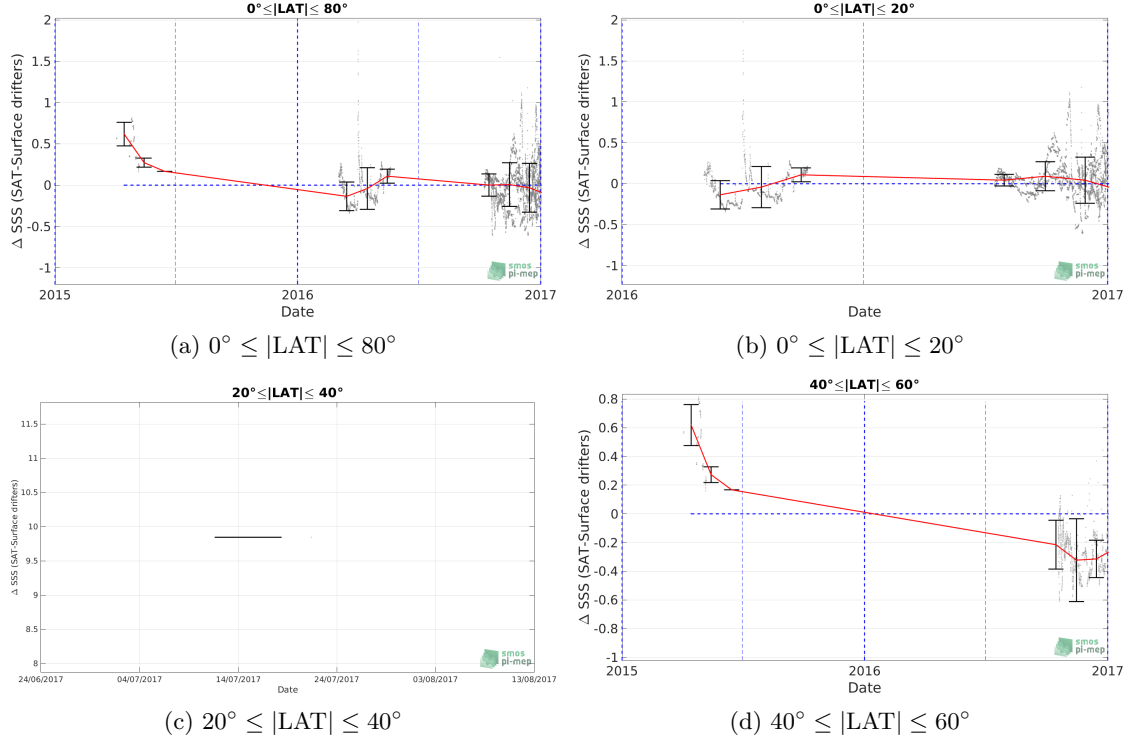 0°≤|LAT|≤ 80°
2
1.5
1
0.5
0
-0.5
-1
Δ SSS (SAT-Surface drifters)
2015
2016
2017
Date
smos
pi-mep
(a) 0° ≤ |LAT| ≤ 80°
0°≤|LAT|≤ 20°
2
1.5
1
0.5
0
-0.5
-1
Δ SSS (SAT-Surface drifters)
2016
2017
Date
smos
pi-mep
(b) 0° ≤ |LAT| ≤ 20°
20°≤|LAT|≤ 40°
11.5
11
10.5
10
9.5
9
8.5
8
Δ SSS (SAT-Surface drifters)
24/06/2017
04/07/2017
14/07/2017
24/07/2017
03/08/2017
13/08/2017
Date
smos
pi-mep
(c) 20° ≤ |LAT| ≤ 40°
40°≤|LAT|≤ 60°
0.8
0.6
0.4
0.2
0
-0.2
-0.4
-0.6
-0.8
-1
Δ SSS (SAT-Surface drifters)
2015
2016
2017
Date
smos
pi-mep
(d) 40° ≤ |LAT| ≤ 60°